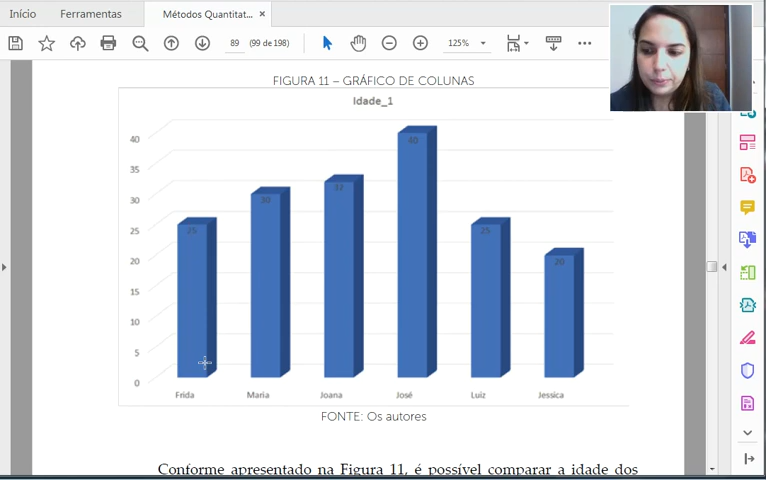 Início
Ferramentas
Métodos Quantitat... ×
89 (99 de 198)
125%
FIGURA 11 – GRÁFICO DE COLUNAS
Idade_1
40
35
30
25
20
15
10
5
0
25
30
32
40
25
20
Frida
Maria
Joana
José
Luiz
Jessica
FONTE: Os autores
Conforme apresentado na Figura 11, é possível comparar a idade dos